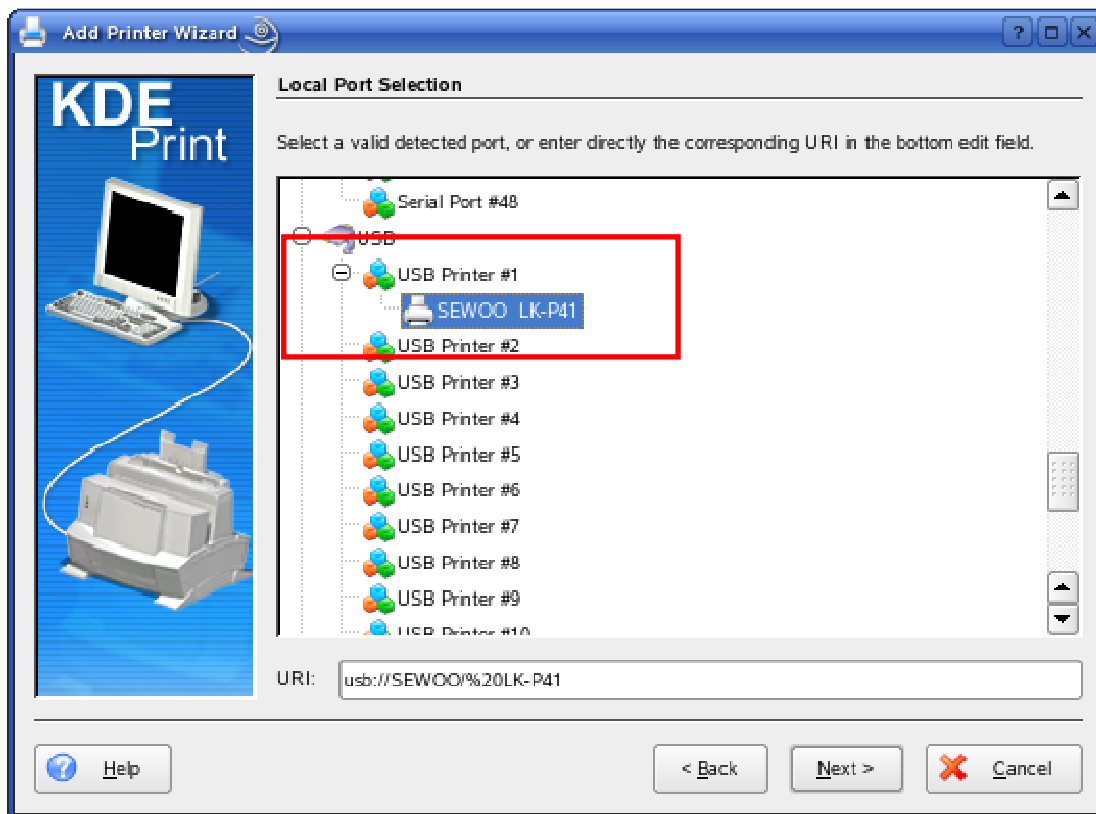 Add Printer Wizard
KDE
Print
Local Port Selection
Select a valid detected port, or enter directly the corresponding URI in the bottom edit field.
Serial Port #48
USB
USB Printer #1
SEWOO LK-P41
USB Printer #2
USB Printer #3
USB Printer #4
USB Printer #5
USB Printer #6
USB Printer #7
USB Printer #8
USB Printer #9
USB Printer #10
URI: usb://SEWOO/%20LK-P41
Help < Back Next > Cancel